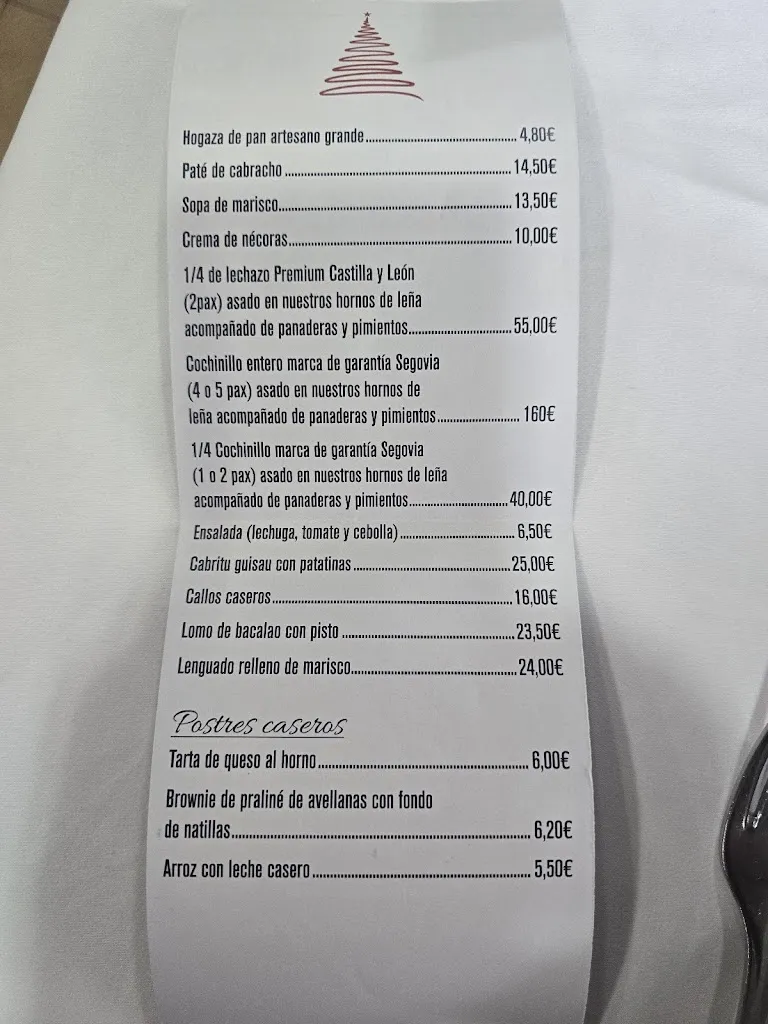 Hogaza de pan artesano grande.......................................... 4,80€
Paté de cabracho .............................................................. 14,50€
Sopa de marisco................................................................ 13,50€
Crema de nécoras.............................................................. 10,00€
1/4 de lechazo Premium Castilla y León
(2pax) asado en nuestros hornos de leña
acompañado de panaderas y pimientos............................ 55,00€
Cochinillo entero marca de garantía Segovia
(4 o 5 pax) asado en nuestros hornos de
leña acompañado de panaderas y pimientos....................... 160€
1/4 Cochinillo marca de garantía Segovia
(1 o 2 pax) asado en nuestros hornos de leña
acompañado de panaderas y pimientos........................... 40,00€
Ensalada (lechuga, tomate y cebolla)................................ 6,50€
Cabritu guisau con patatinas ........................................... 25,00€
Callos caseros.................................................................. 16,00€
Lomo de bacalao con pisto ............................................... 23,50€
Lenguado relleno de marisco............................................. 24,00€
Postres caseros
Tarta de queso al horno......................................................... 6,00€
Brownie de praliné de avellanas con fondo
de natillas................................................................................ 6,20€
Arroz con leche casero .......................................................... 5,50€